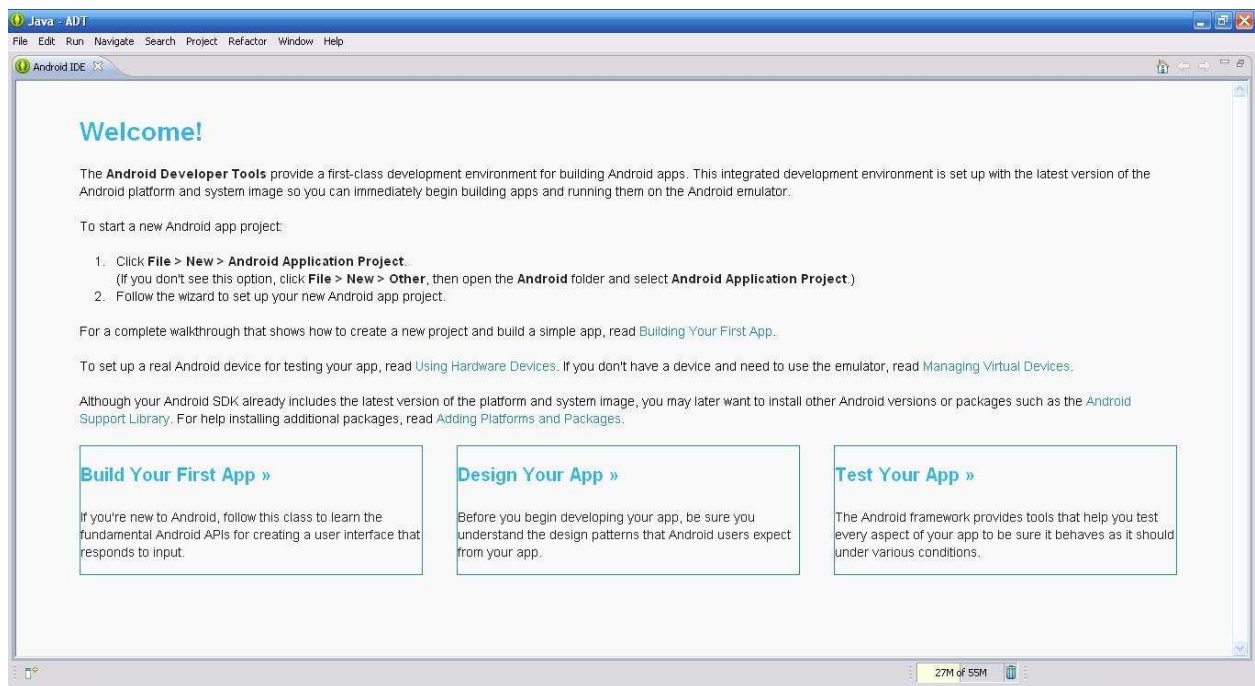 Java - ADT
File Edit Run Navigate Search Project Refactor Window Help
Android IDE
Welcome!
The Android Developer Tools provide a first-class development environment for building Android apps. This integrated development environment is set up with the latest version of the
Android platform and system image so you can immediately begin building apps and running them on the Android emulator.
To start a new Android app project:
1. Click File > New > Android Application Project.
(If you don't see this option, click File > New > Other, then open the Android folder and select Android Application Project.)
2. Follow the wizard to set up your new Android app project.
For a complete walkthrough that shows how to create a new project and build a simple app, read Building Your First App.
To set up a real Android device for testing your app, read Using Hardware Devices. If you don't have a device and need to use the emulator, read Managing Virtual Devices.
Although your Android SDK already includes the latest version of the platform and system image, you may later want to install other Android versions or packages such as the Android
Support Library. For help installing additional packages, read Adding Platforms and Packages.
Build Your First App »
If you're new to Android, follow this class to learn the
fundamental Android APIs for creating a user interface that
responds to input.
Design Your App »
Before you begin developing your app, be sure you
understand the design patterns that Android users expect
from your app.
Test Your App »
The Android framework provides tools that help you test
every aspect of your app to be sure it behaves as it should
under various conditions.
27M of 55M